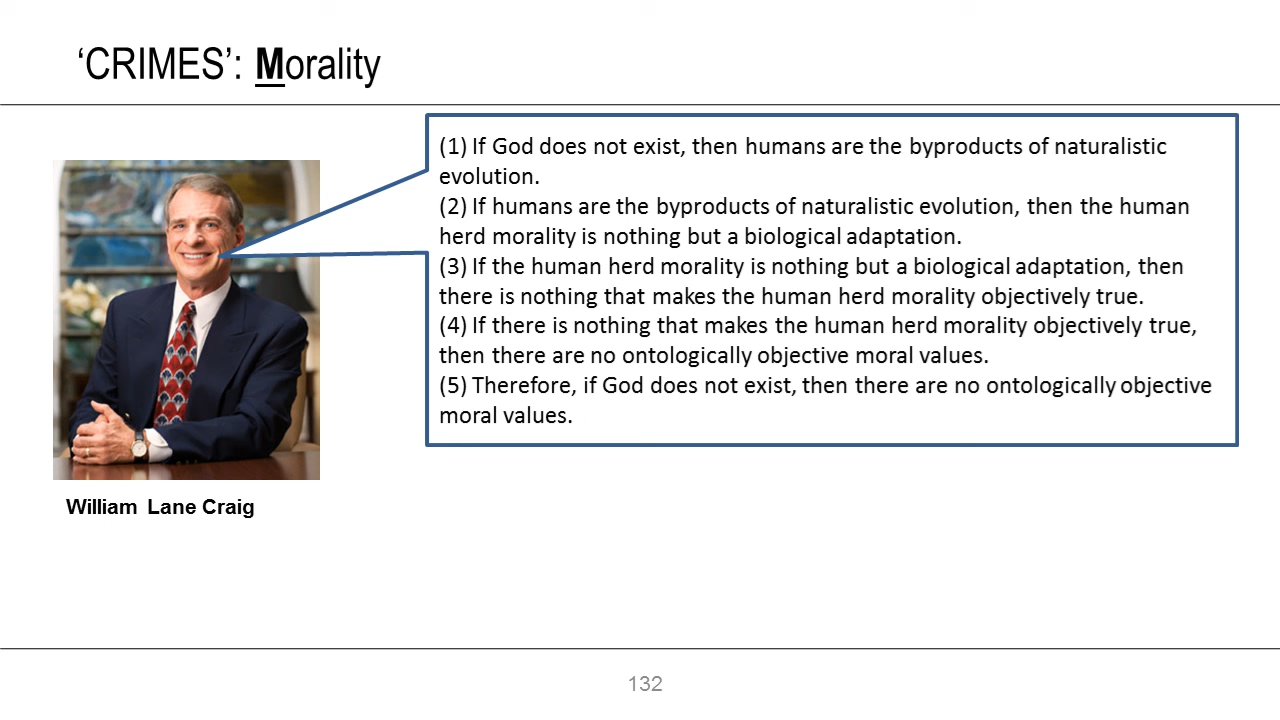 ‘CRIMES’: Morality
(1) If God does not exist, then humans are the byproducts of naturalistic
evolution.
(2) If humans are the byproducts of naturalistic evolution, then the human
herd morality is nothing but a biological adaptation.
(3) If the human herd morality is nothing but a biological adaptation, then
there is nothing that makes the human herd morality objectively true.
(4) If there is nothing that makes the human herd morality objectively true,
then there are no ontologically objective moral values.
(5) Therefore, if God does not exist, then there are no ontologically objective
moral values.
William Lane Craig
132